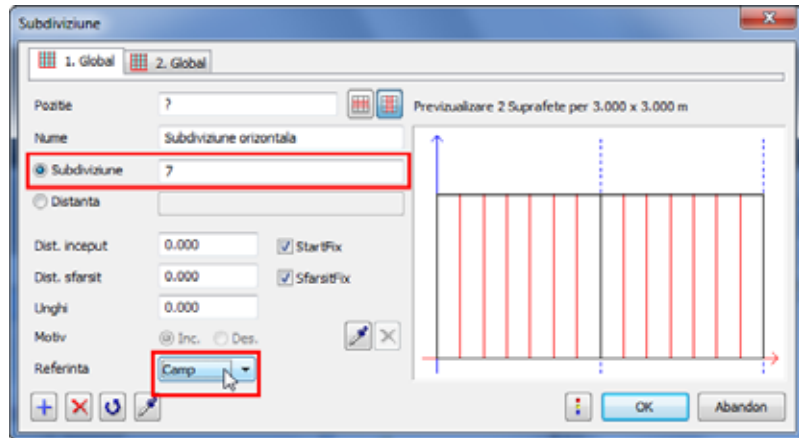 Subdiviziune
1. Global 2. Global
Pozitie ? Previzualizare 2 Suprafete per 3.000 x 3.000 m
Nume Subdiviziune orizontala
Subdiviziune 7
Distanta
Dist. inceput 0.000 StartFix
Dist. sfarsit 0.000 SfarsitFix
Unghi 0.000
Motiv Inc. Des.
Referinta Camp
OK Abandon